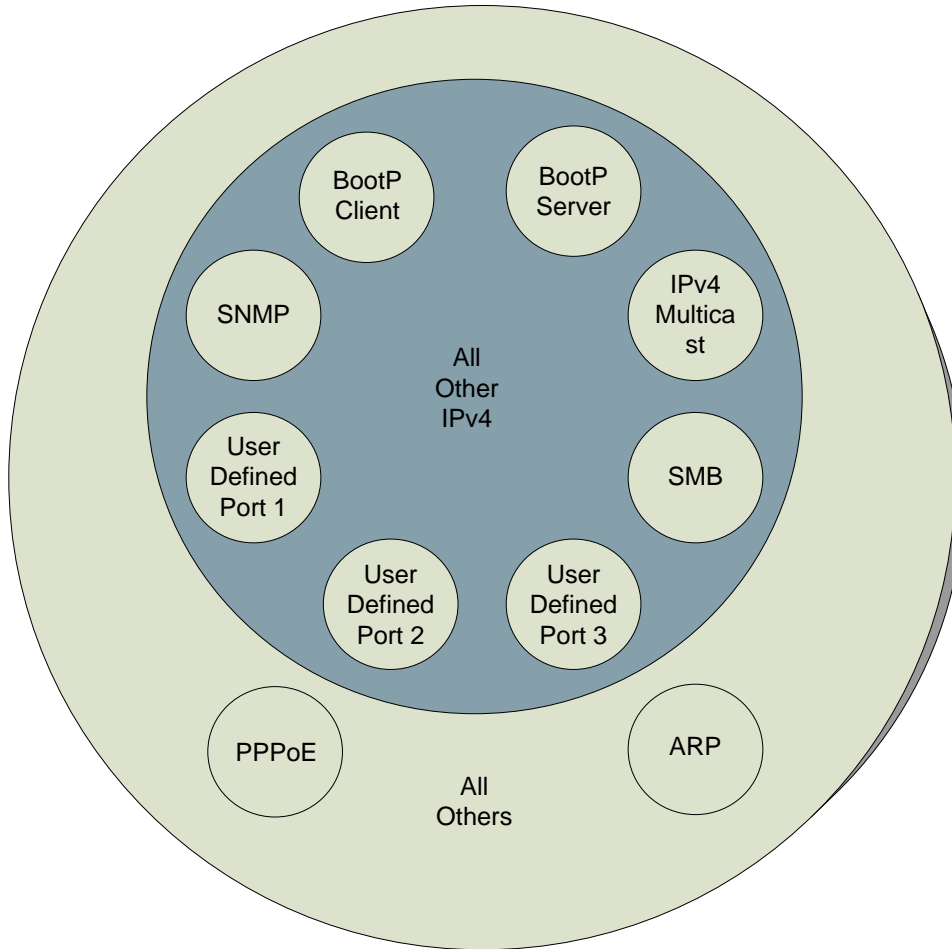 BootP
Client
BootP
Server
SNMP
IPv4
Multica
st
All
Other
IPv4
User
Defined
Port 1
SMB
User
Defined
Port 2
User
Defined
Port 3
PPPoE
ARP
All
Others